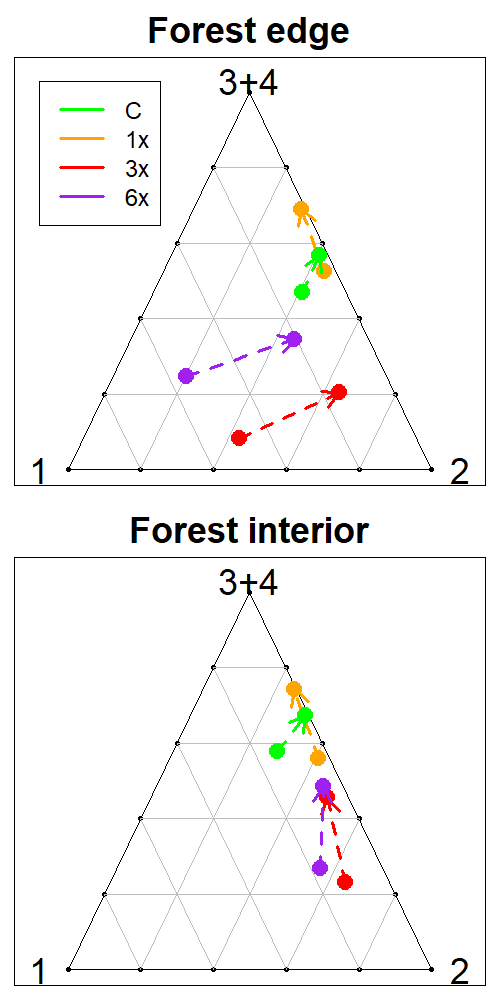 Forest edge
3+4
C
1x
3x
6x
1
2
Forest interior
3+4
1
2